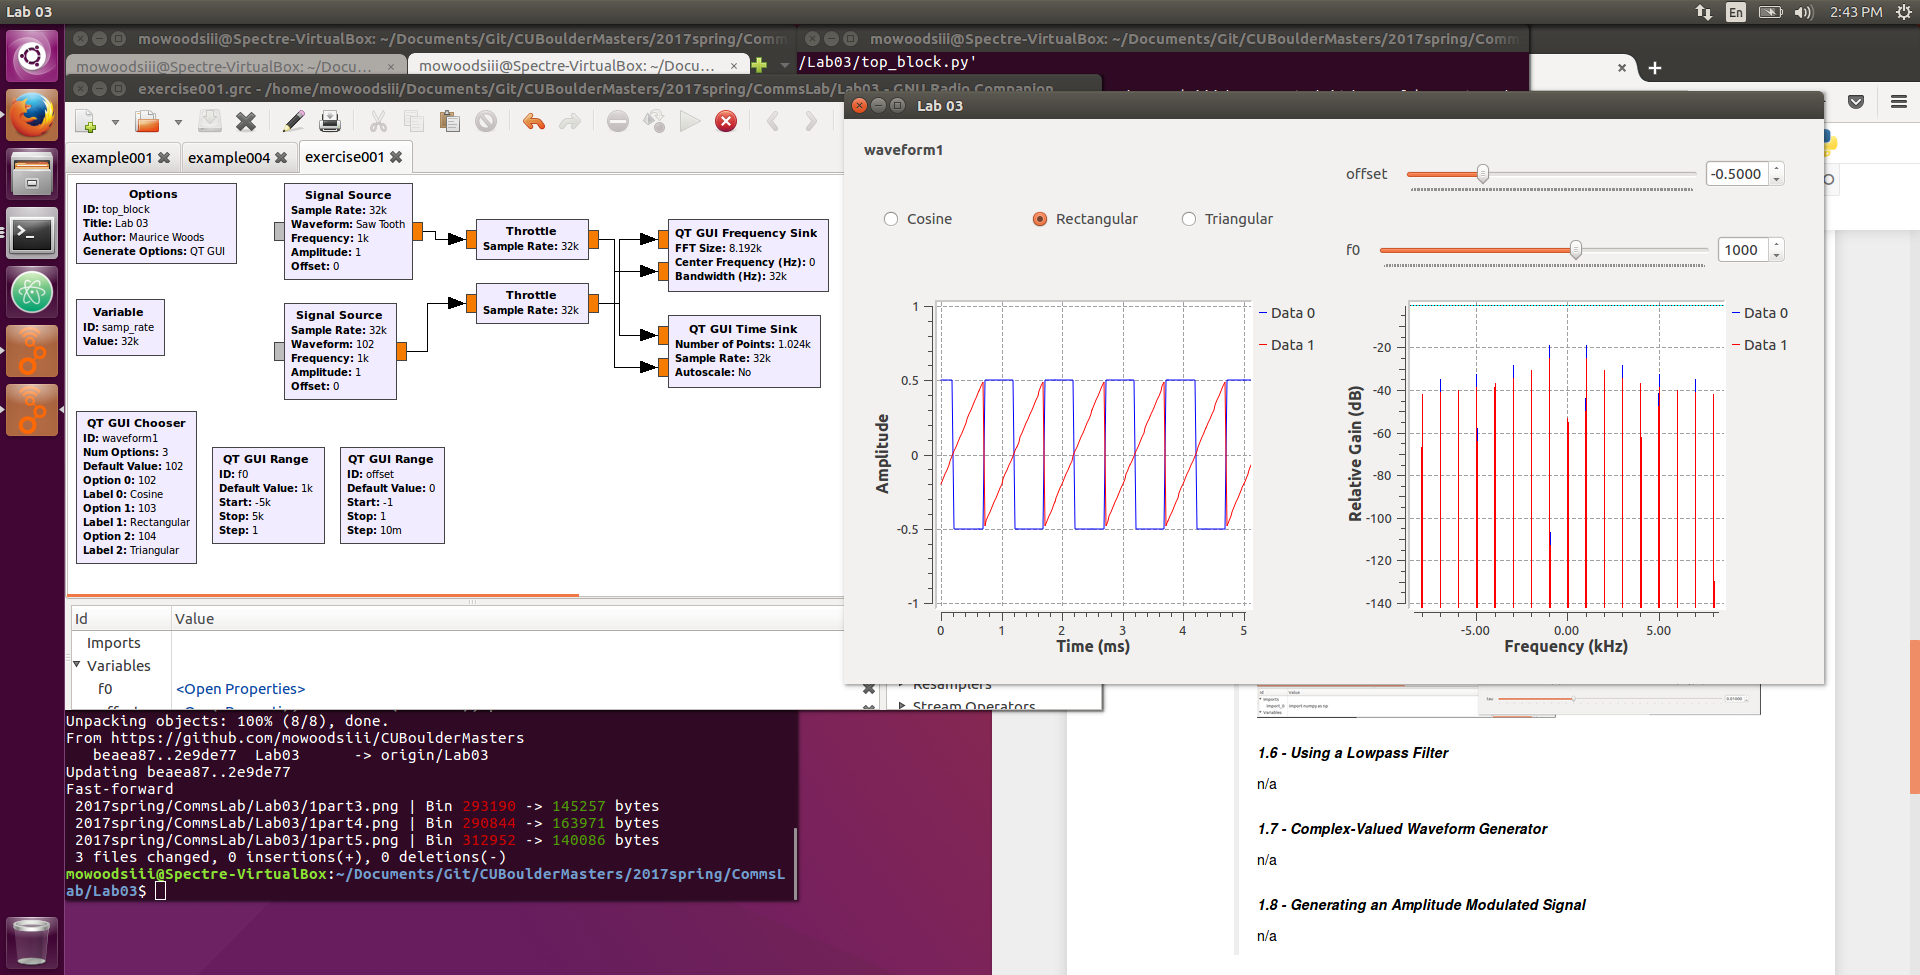 Lab 03
En
2:43 PM
mowoodsiii@Spectre-VirtualBox: ~/Documents/Git/CUBoulderMasters/2017spring/Comms
mowoodsiii@Spectre-VirtualBox: ~/Documents/Git/CUBoulderMasters/2017spring/Comm
mowoodsiii@Spectre-VirtualBox: ~/Docu...
mowoodsiii@Spectre-VirtualBox: ~/Docu...
/Lab03/top_block.py'
exercise001.grc - /home/mowoodsiii/Documents/Git/CUBoulderMasters/2017spring/CommsLab/Lab03 - GNU Radio Companion
example001
example004
exercise001
Options
ID: top_block
Title: Lab 03
Author: Maurice Woods
Generate Options: QT GUI
Variable
ID: samp_rate
Value: 32k
Signal Source
Sample Rate: 32k
Waveform: Saw Tooth
Frequency: 1k
Amplitude: 1
Offset: 0
Signal Source
Sample Rate: 32k
Waveform: 102
Frequency: 1k
Amplitude: 1
Offset: 0
Throttle
Sample Rate: 32k
Throttle
Sample Rate: 32k
QT GUI Frequency Sink
FFT Size: 8.192k
Center Frequency (Hz): 0
Bandwidth (Hz): 32k
QT GUI Time Sink
Number of Points: 1.024k
Sample Rate: 32k
Autoscale: No
QT GUI Chooser
ID: waveform1
Num Options: 3
Default Value: 102
Option 0: 102
Label 0: Cosine
Option 1: 103
Label 1: Rectangular
Option 2: 104
Label 2: Triangular
QT GUI Range
ID: f0
Default Value: 1k
Start: -5k
Stop: 5k
Step: 1
QT GUI Range
ID: offset
Default Value: 0
Start: -1
Stop: 1
Step: 10m
Id Value
Imports
Variables
f0 <Open Properties>
Resamplers
Stream Operators
Lab 03
waveform1
Cosine
Rectangular
Triangular
offset -0.5000
f0 1000
1
0.5
0
-0.5
-1
Amplitude
0 1 2 3 4 5
Time (ms)
Data 0
Data 1
-20
-40
-60
-80
-100
-120
-140
Relative Gain (dB)
-5.00 0.00 5.00
Frequency (kHz)
Data 0
Data 1
Unpacking objects: 100% (8/8), done.
From https://github.com/mowoodsiii/CUBoulderMasters
beaea87..2e9de77 Lab03 -> origin/Lab03
Updating beaea87..2e9de77
Fast-forward
2017spring/CommsLab/Lab03/1part3.png | Bin 293190 -> 145257 bytes
2017spring/CommsLab/Lab03/1part4.png | Bin 290844 -> 163971 bytes
2017spring/CommsLab/Lab03/1part5.png | Bin 312952 -> 140086 bytes
3 files changed, 0 insertions(+), 0 deletions(-)
mowoodsiii@Spectre-VirtualBox:~/Documents/Git/CUBoulderMasters/2017spring/CommsL
ab/Lab03$
1.6 - Using a Lowpass Filter
n/a
1.7 - Complex-Valued Waveform Generator
n/a
1.8 - Generating an Amplitude Modulated Signal
n/a